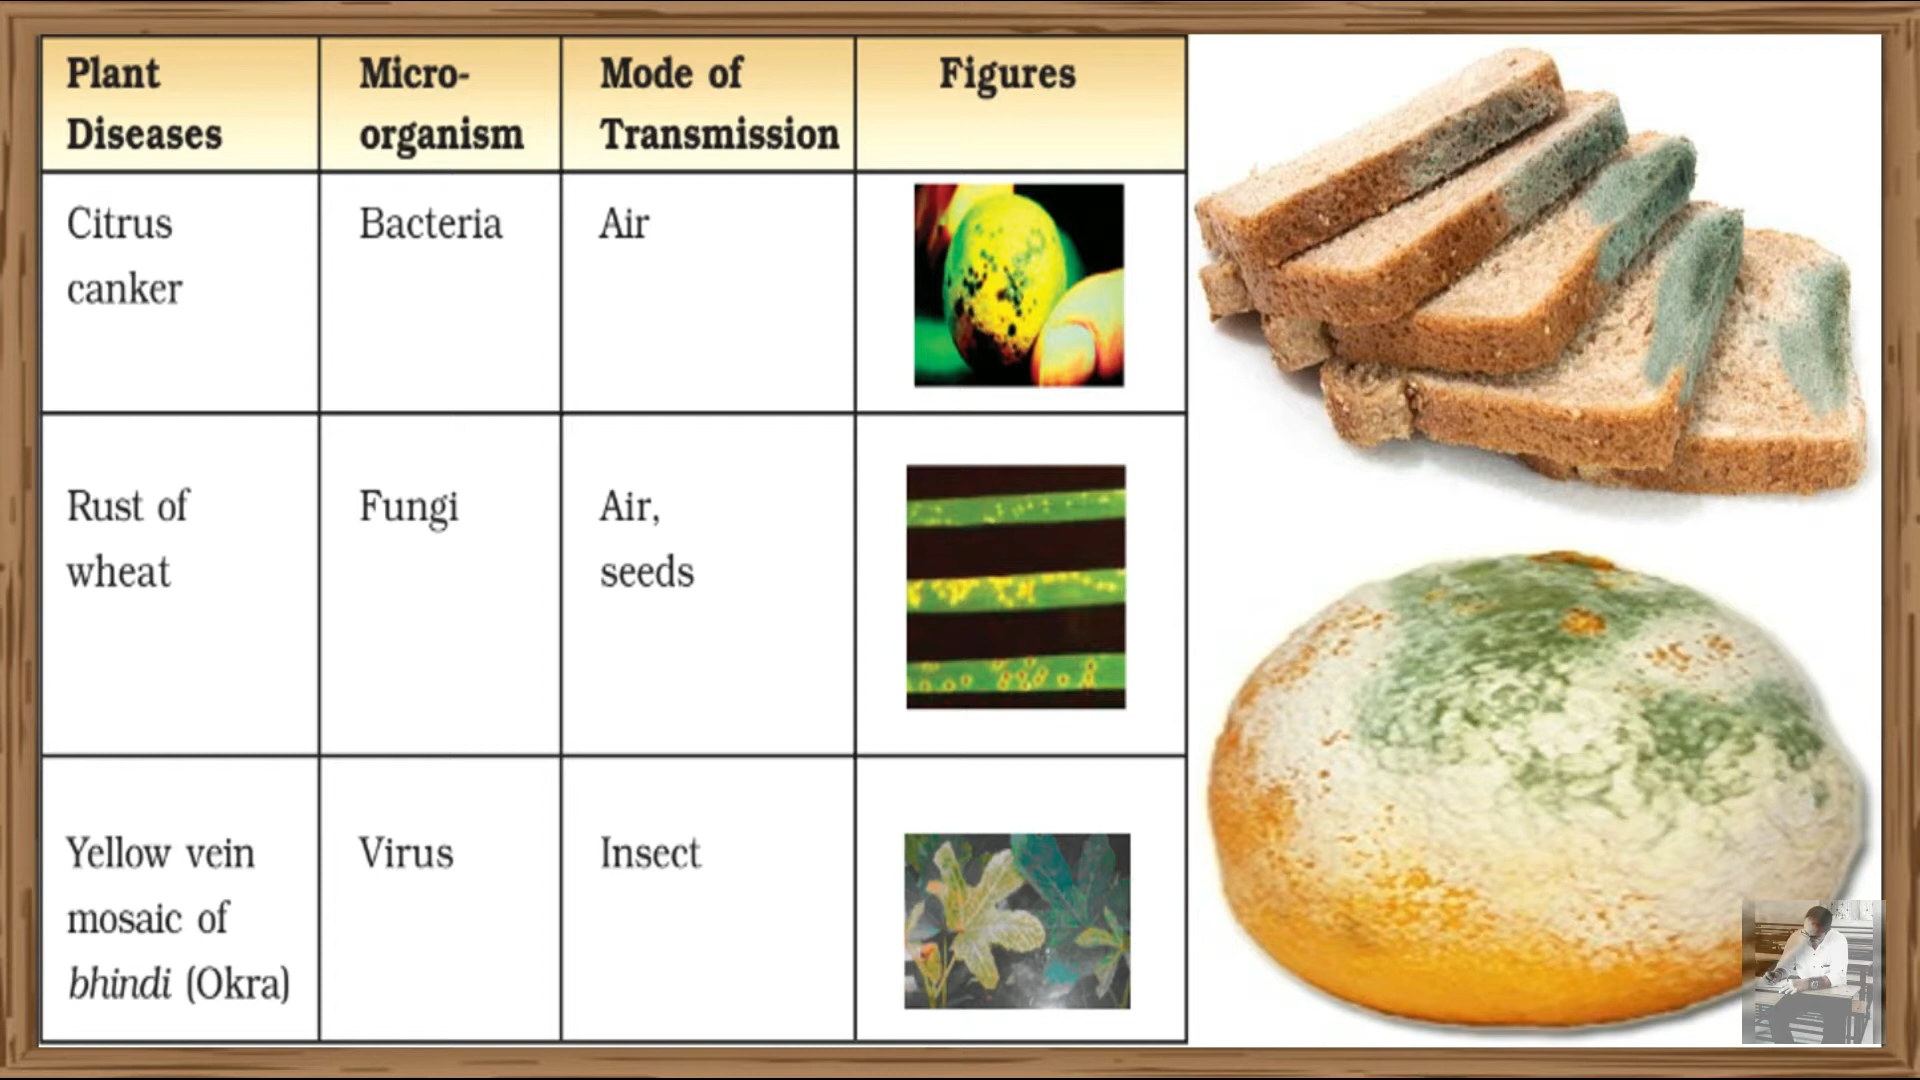 Plant Diseases
Micro-organism
Mode of Transmission
Figures
Citrus canker
Bacteria
Air
Rust of wheat
Fungi
Air, seeds
Yellow vein mosaic of bhindi (Okra)
Virus
Insect